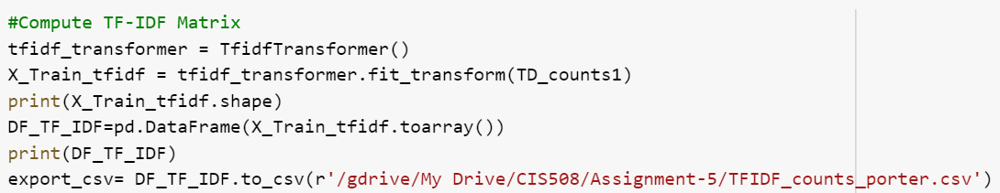 #Compute TF-IDF Matrix
tfidf_transformer = TfidfTransformer()
X_Train_tfidf = tfidf_transformer.fit_transform(TD_counts1)
print(X_Train_tfidf.shape)
DF_TF_IDF=pd.DataFrame(X_Train_tfidf.toarray())
print(DF_TF_IDF)
export_csv= DF_TF_IDF.to_csv(r'/gdrive/My Drive/CIS508/Assignment-5/TFIDF_counts_porter.csv')